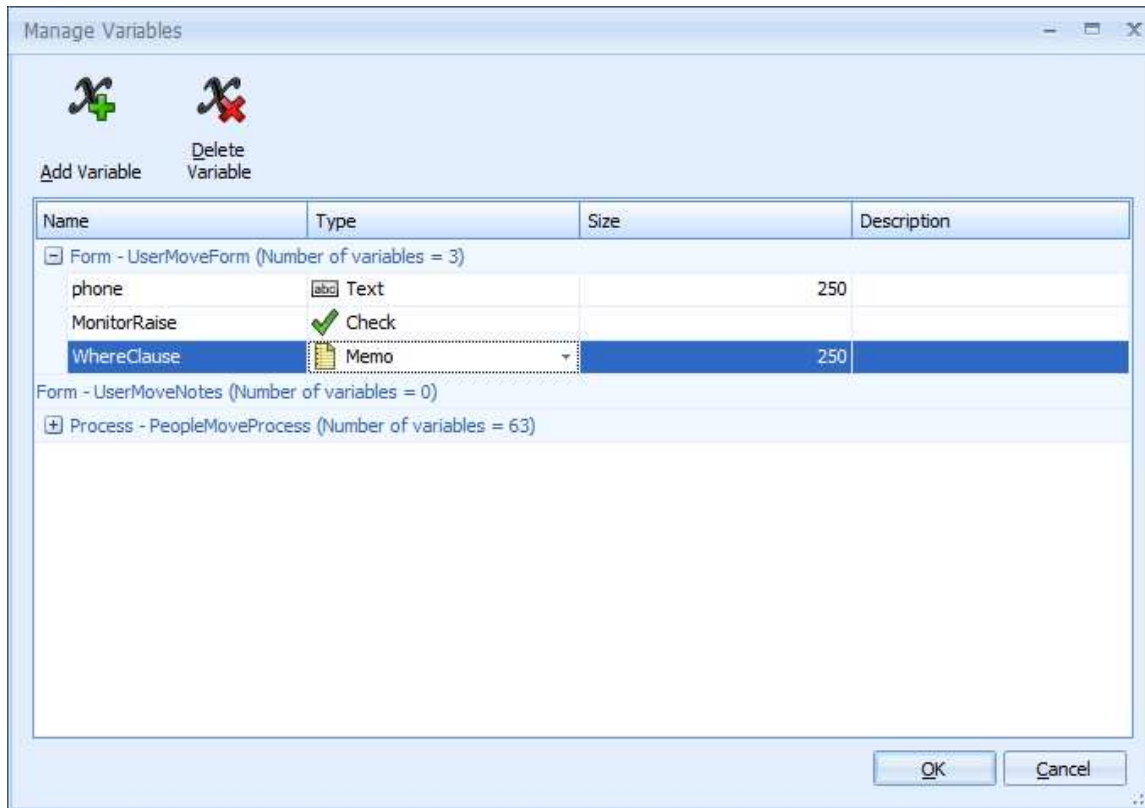 Manage Variables
Add Variable
Delete
Variable
Name Type Size Description
Form - UserMoveForm (Number of variables = 3)
phone abc Text 250
MonitorRaise Check
WhereClause Memo 250
Form - UserMoveNotes (Number of variables = 0)
Process - PeopleMoveProcess (Number of variables = 63)
OK Cancel